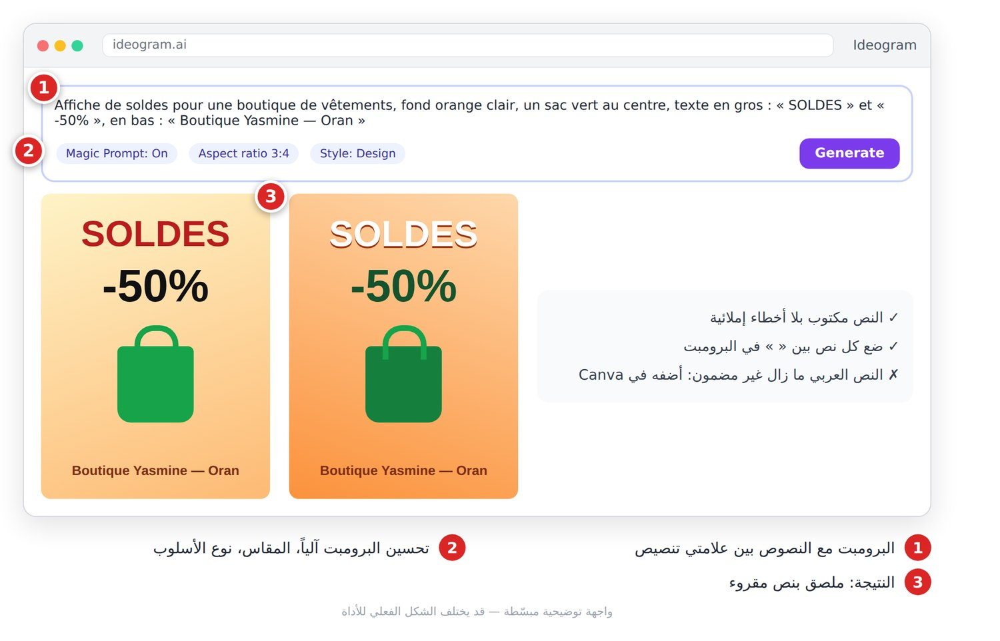 ideogram.ai
Ideogram
1
Affiche de soldes pour une boutique de vêtements, fond orange clair, un sac vert au centre, texte en gros : « SOLDES » et «
-50% », en bas : « Boutique Yasmine — Oran »
2
Magic Prompt: On
Aspect ratio 3:4
Style: Design
Generate
3
SOLDES
-50%
Boutique Yasmine — Oran
SOLDES
-50%
Boutique Yasmine — Oran
✓ النص مكتوب بلا أخطاء إملائية
✓ ضع كل نص بين « » في البرومبت
✗ النص العربي ما زال غير مضمون: أضفه في Canva
1 البرومبت مع النصوص بين علامتي تنصيص
2 تحسين البرومبت آلياً، المقاس، نوع الأسلوب
3 النتيجة: ملصق بنص مقروء
واجهة توضيحية مبسّطة — قد يختلف الشكل الفعلي للأداة